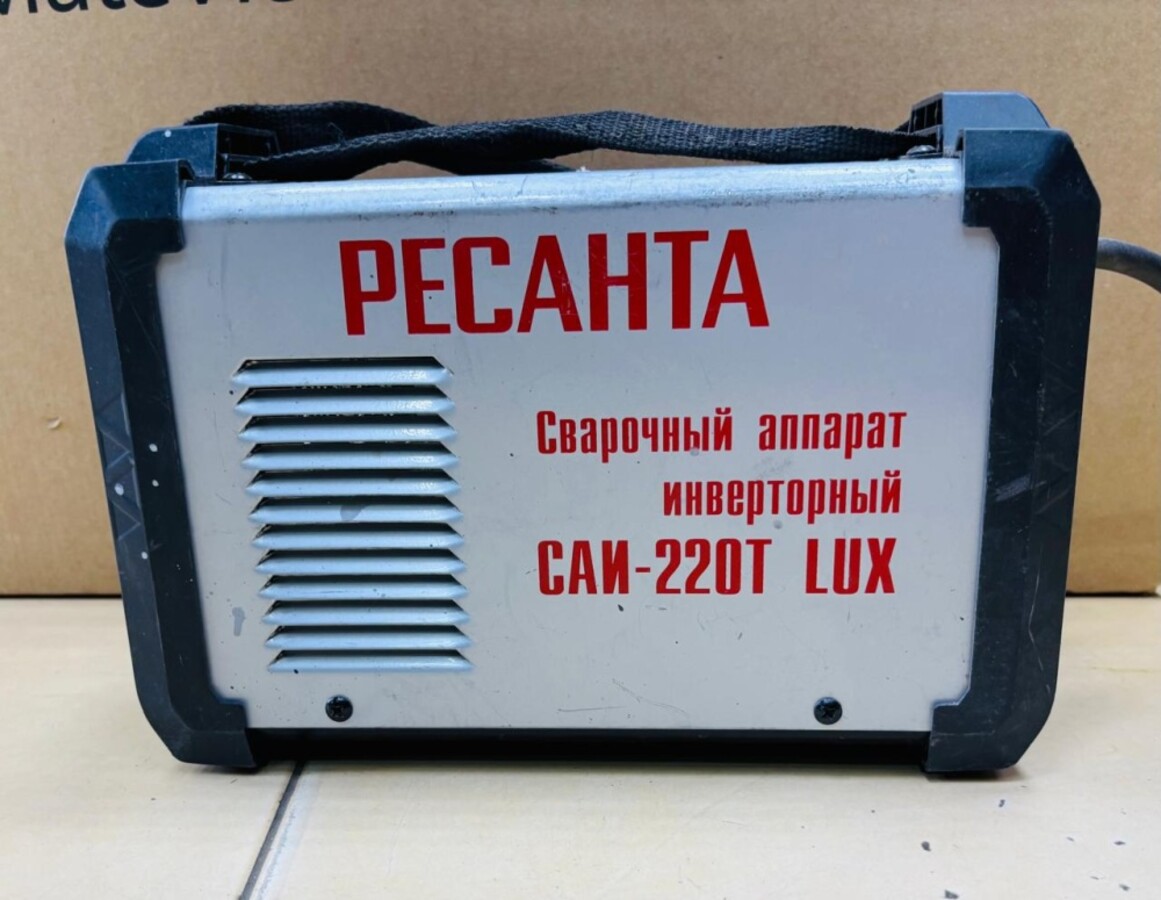 РЕСАНТА
Сварочный аппарат
инверторный
САИ-220Т LUX